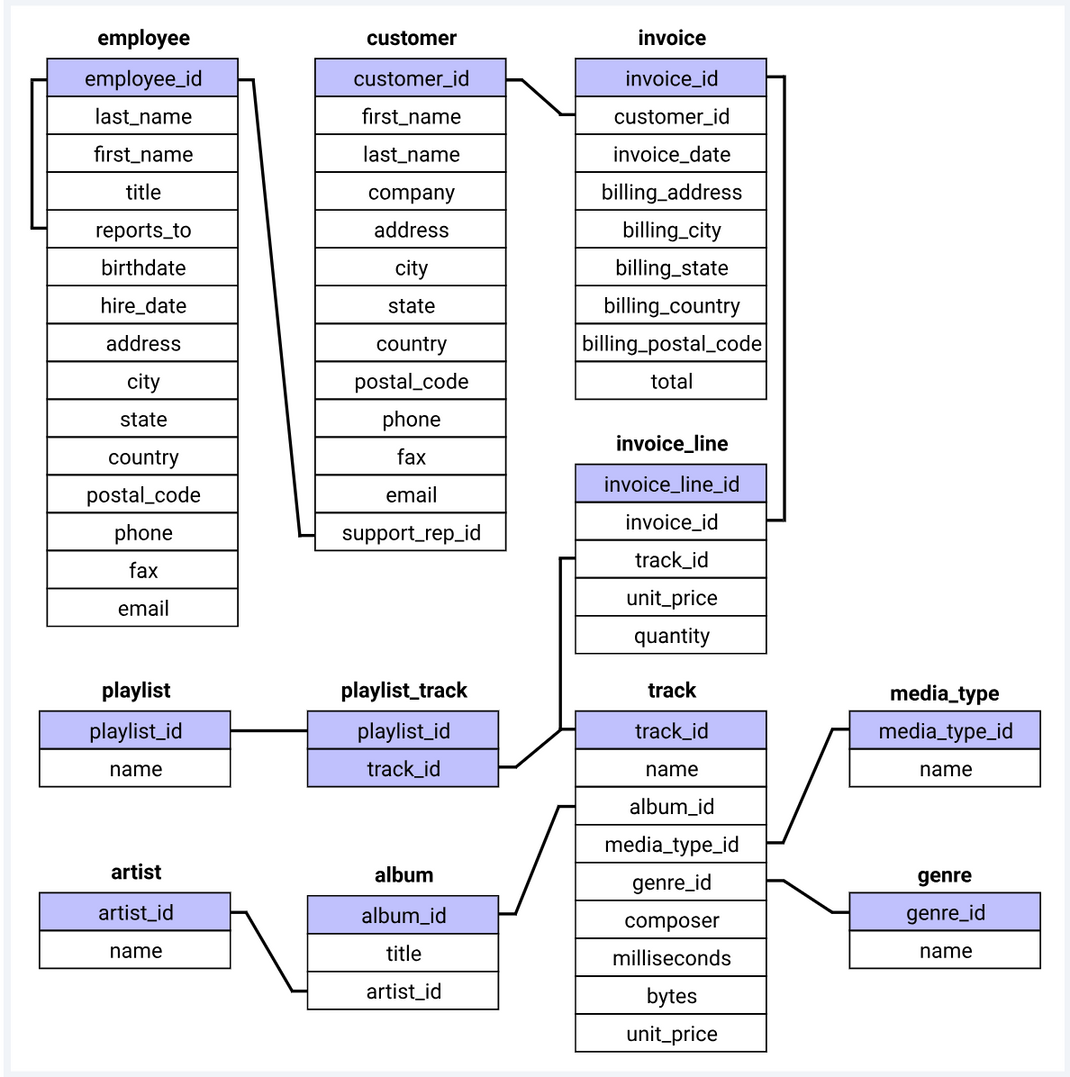 employee
employee_id
last_name
first_name
title
reports_to
birthdate
hire_date
address
city
state
country
postal_code
phone
fax
email
customer
customer_id
first_name
last_name
company
address
city
state
country
postal_code
phone
fax
email
support_rep_id
invoice
invoice_id
customer_id
invoice_date
billing_address
billing_city
billing_state
billing_country
billing_postal_code
total
invoice_line
invoice_line_id
invoice_id
track_id
unit_price
quantity
playlist
playlist_id
name
playlist_track
playlist_id
track_id
track
track_id
name
album_id
media_type_id
genre_id
composer
milliseconds
bytes
unit_price
media_type
media_type_id
name
artist
artist_id
name
album
album_id
title
artist_id
genre
genre_id
name